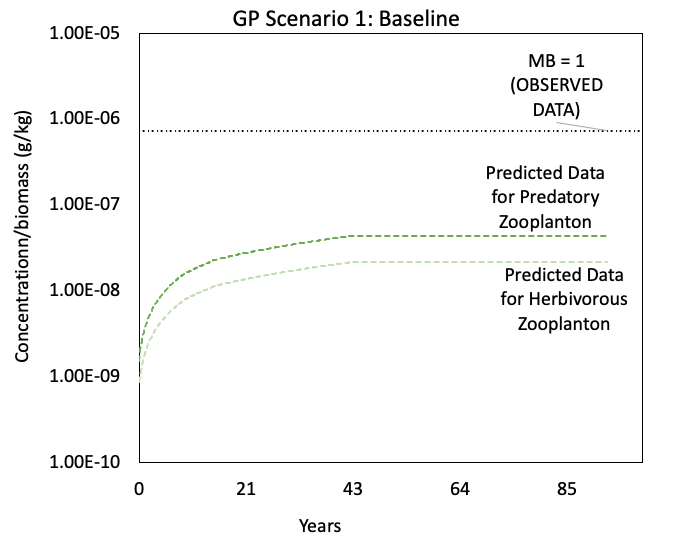 GP Scenario 1: Baseline
1.00E-05
1.00E-06
1.00E-07
1.00E-08
1.00E-09
1.00E-10
Concentrationn/biomass (g/kg)
MB = 1
(OBSERVED
DATA)
Predicted Data
for Predatory
Zooplanton
Predicted Data
for Herbivorous
Zooplanton
0 21 43 64 85
Years